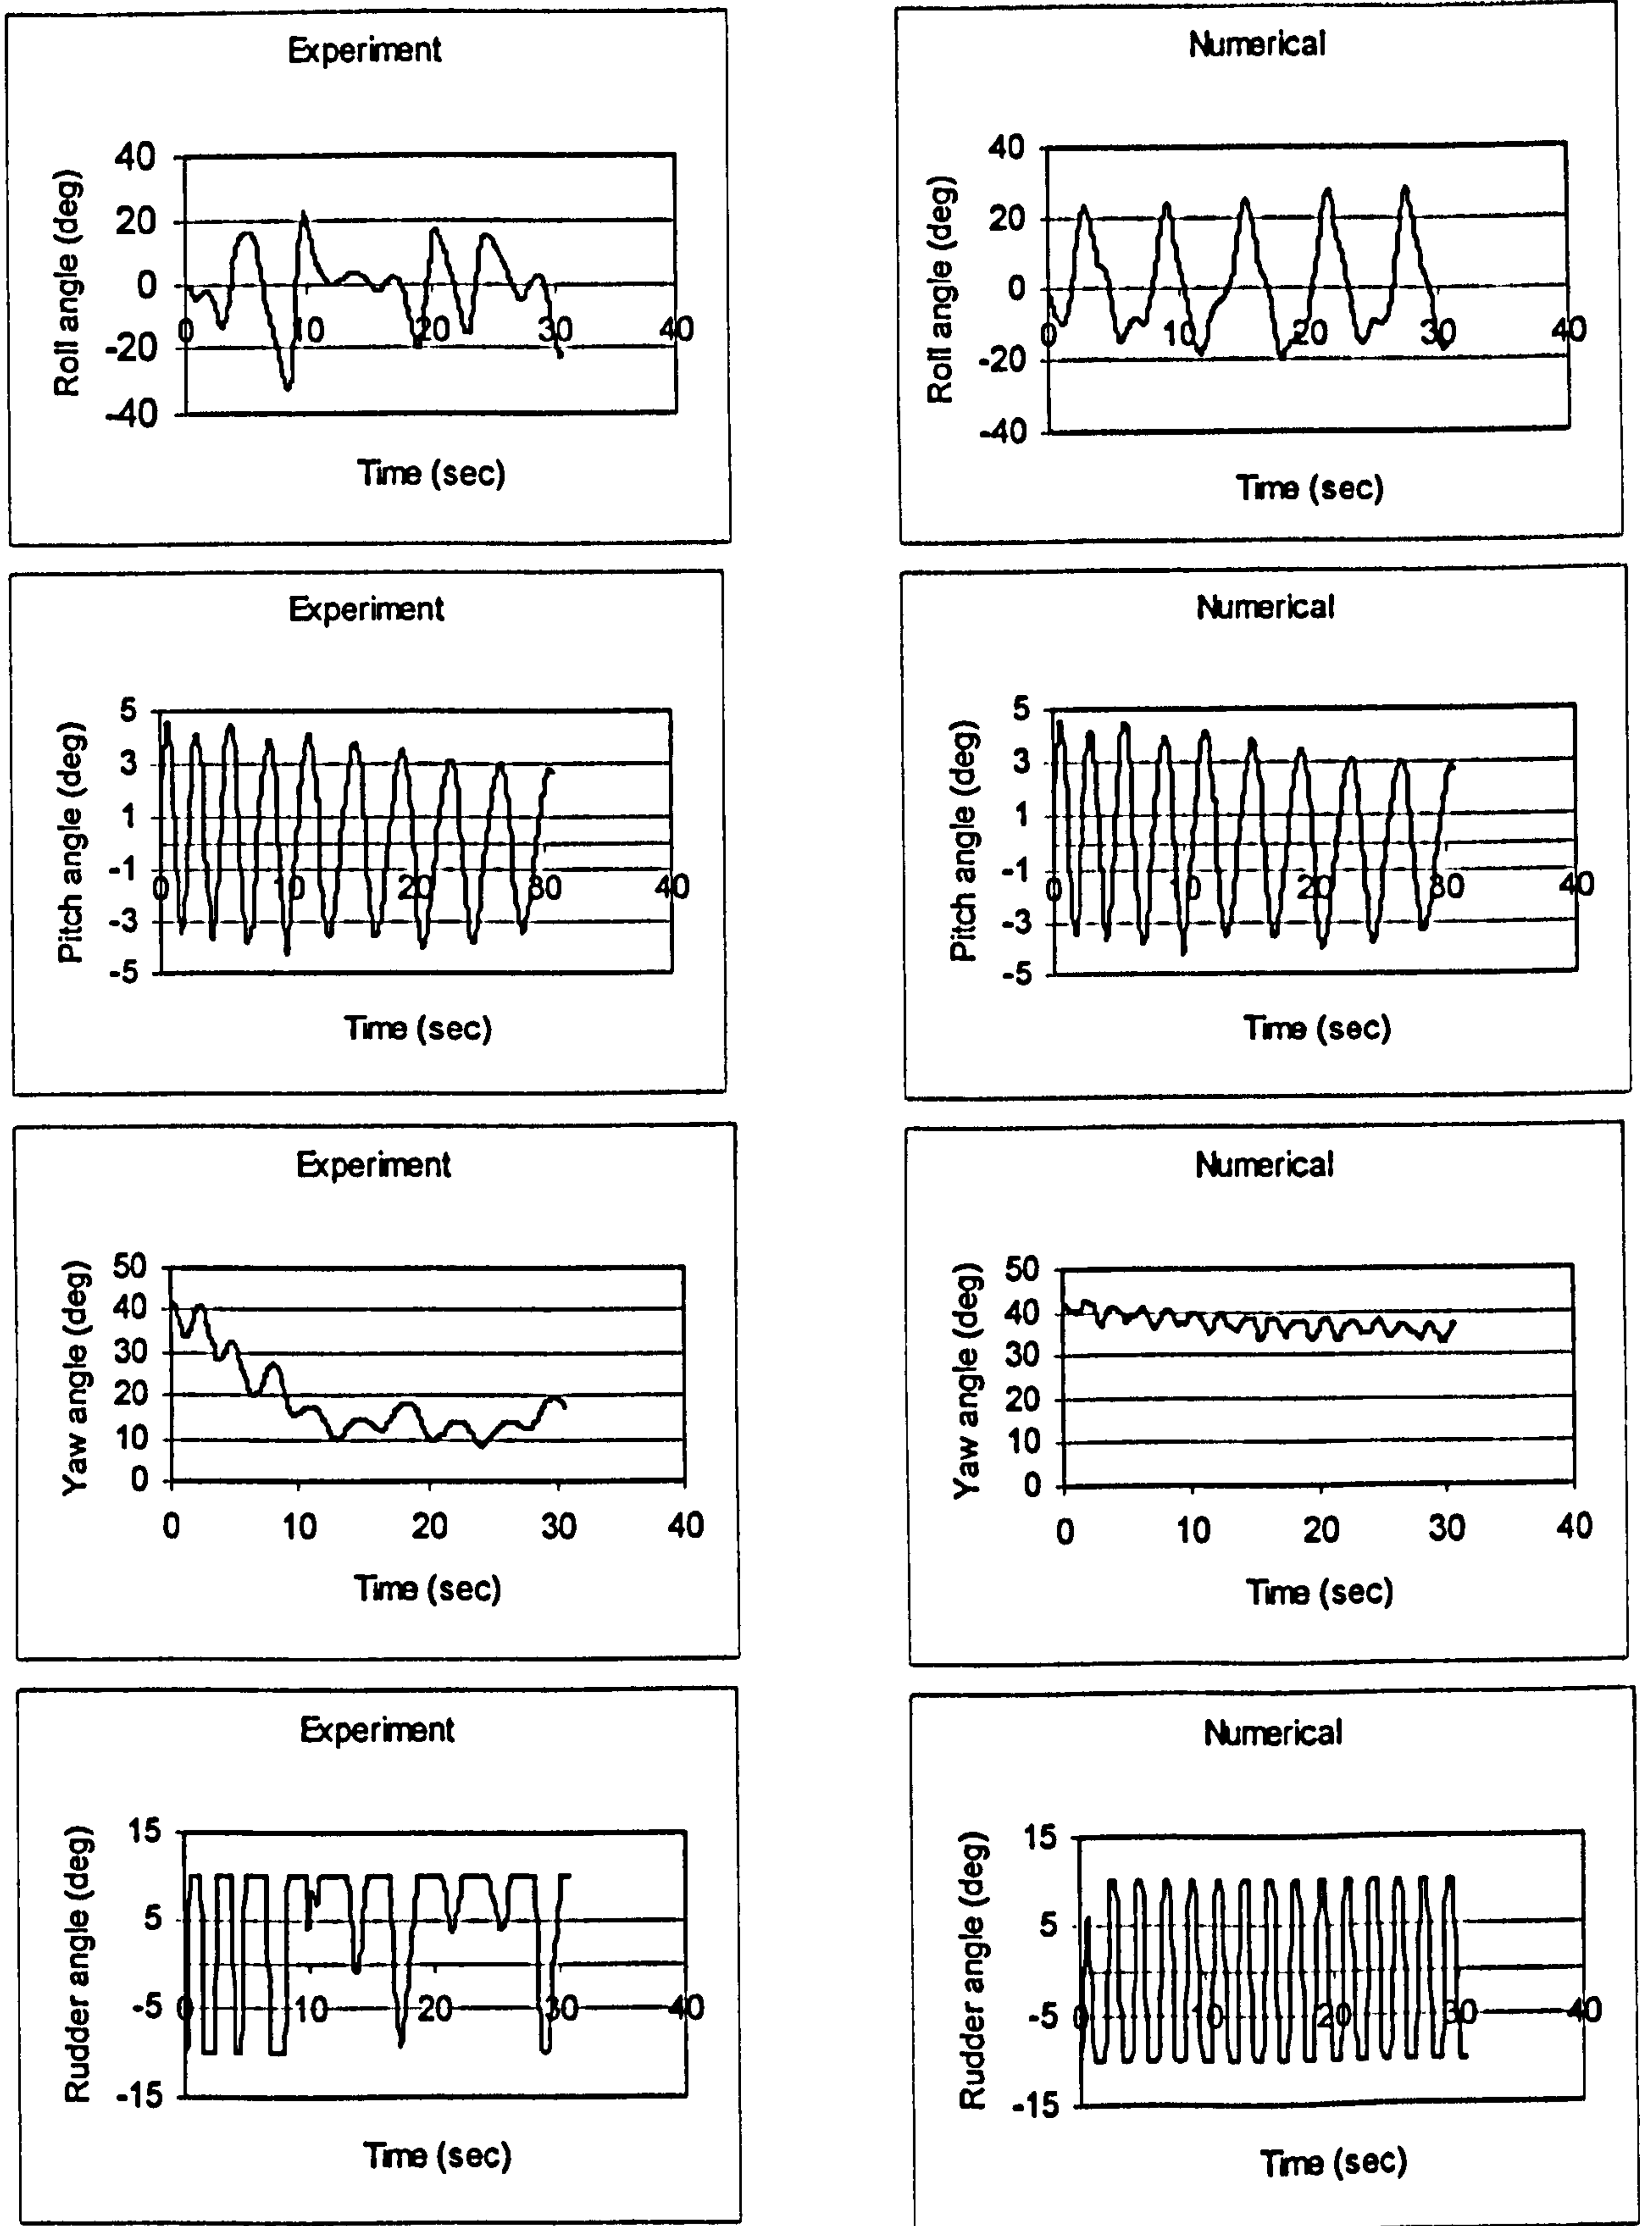 Experiment
40
20
0
-20
-40
0 10 20 30 40
Roll angle (deg)
Time (sec)
Numerical
40
20
0
-20
-40
0 10 20 30 40
Roll angle (deg)
Time (sec)
Experiment
5
3
1
-1
-3
-5
0 10 20 30 40
Pitch angle (deg)
Time (sec)
Numerical
5
3
1
-1
-3
-5
0 10 20 30 40
Pitch angle (deg)
Time (sec)
Experiment
50
40
30
20
10
0
0 10 20 30 40
Yaw angle (deg)
Time (sec)
Numerical
50
40
30
20
10
0
0 10 20 30 40
Yaw angle (deg)
Time (sec)
Experiment
15
5
-5
-15
0 10 20 30 40
Rudder angle (deg)
Time (sec)
Numerical
15
5
-5
-15
0 10 20 30 40
Rudder angle (deg)
Time (sec)